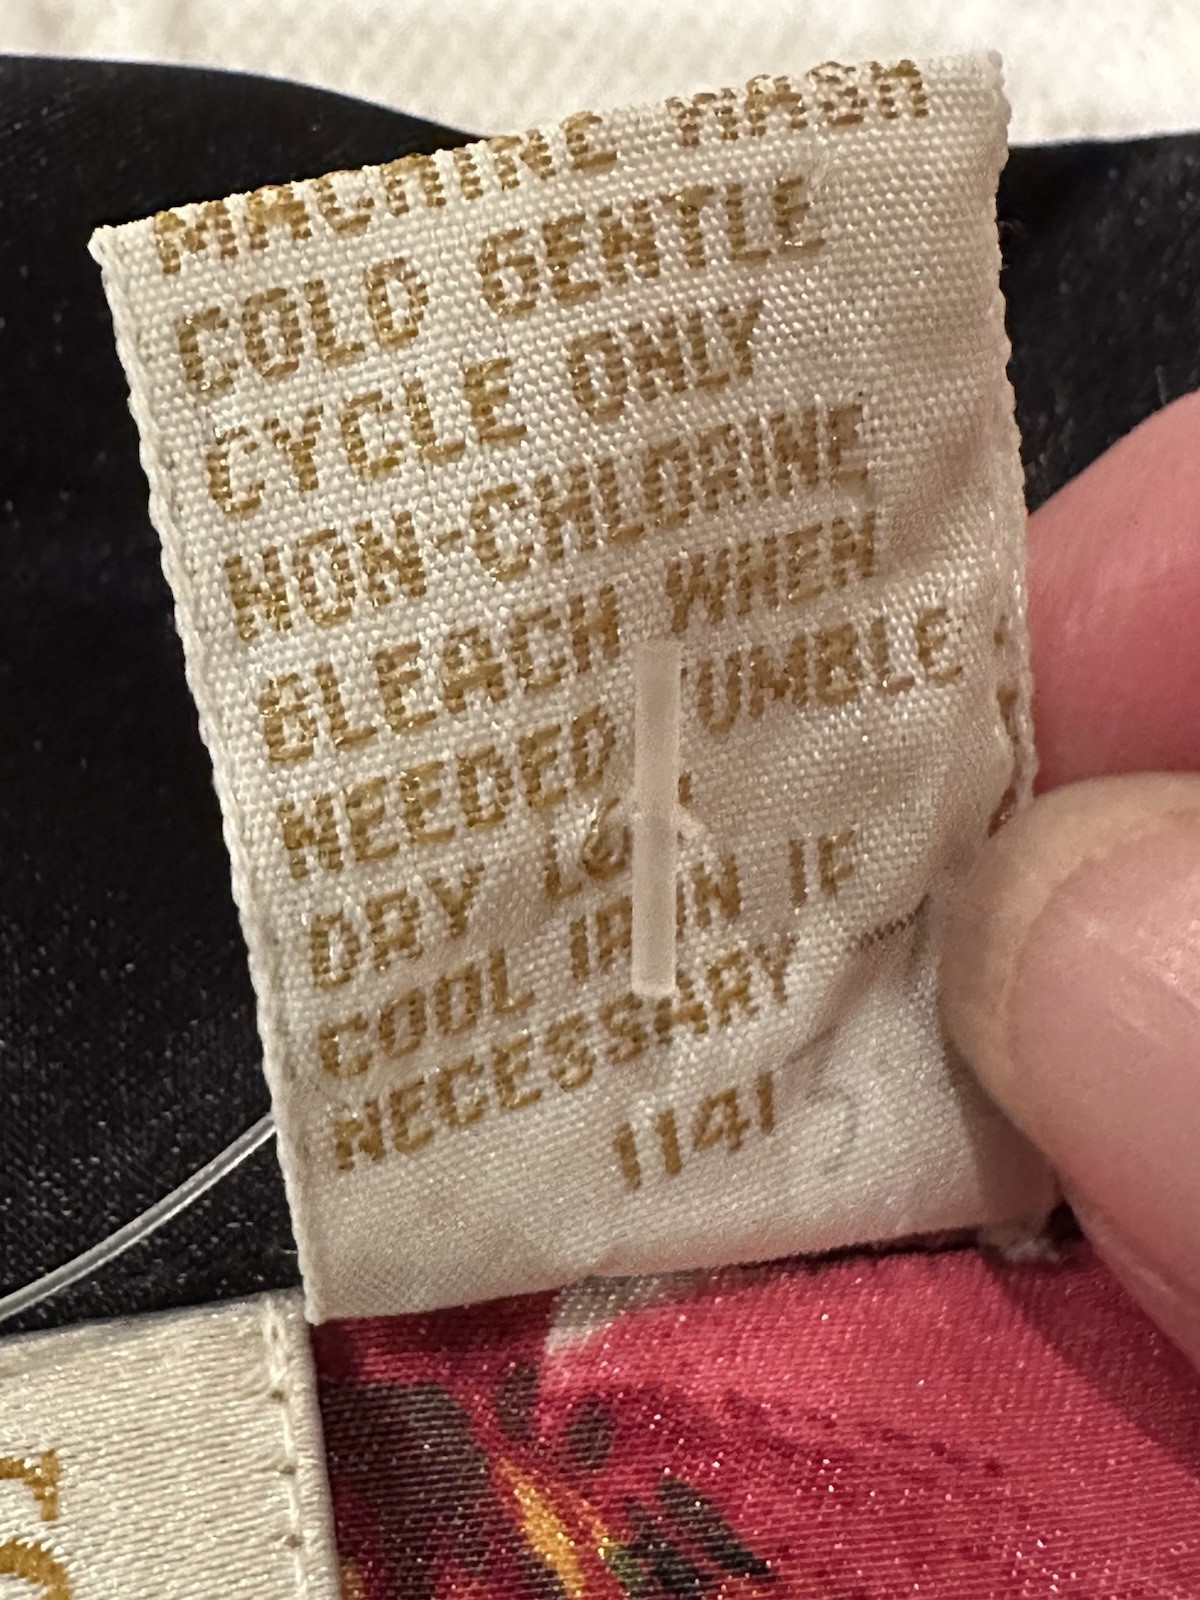 MACHINE WASH
COLD GENTLE
CYCLE ONLY
NON-CHLORINE
BLEACH WHEN
NEEDED TUMBLE
DRY LOW
COOL IRON IF
NECESSARY
1141